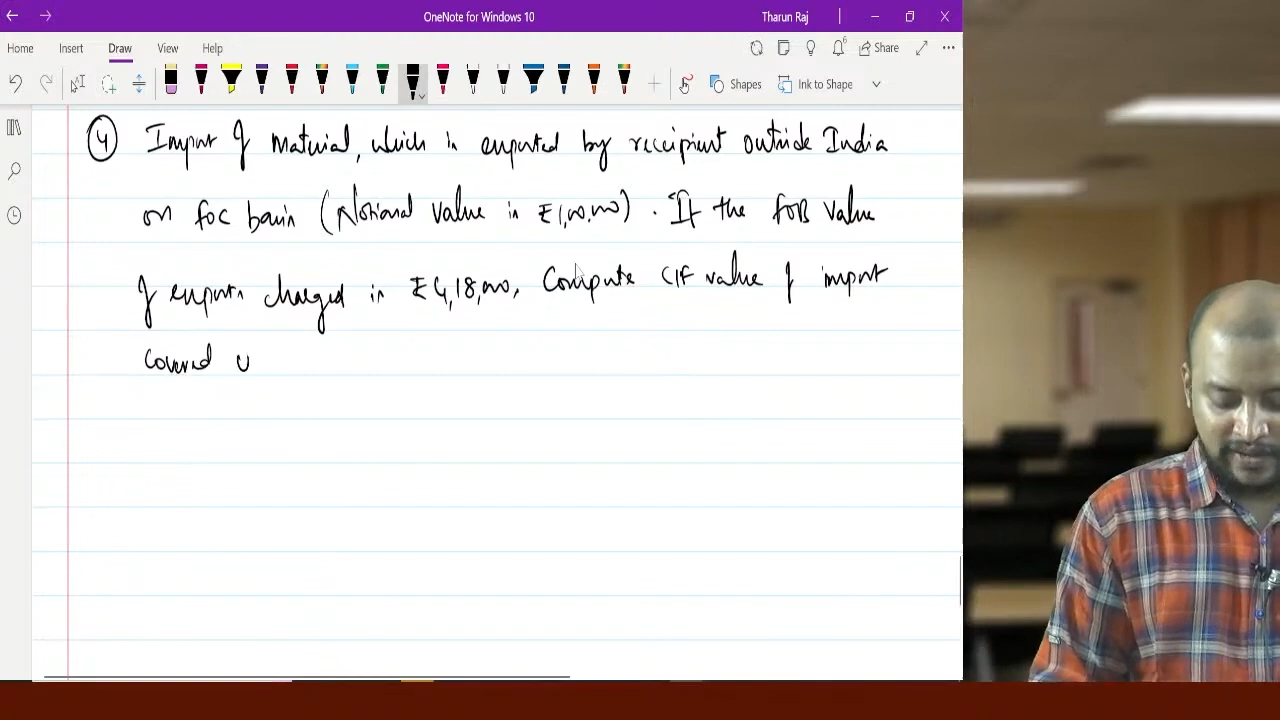 OneNote for Windows 10
Tharun Raj
Home Insert Draw View Help
6
Share
Shapes
Ink to Shape
4 Import of Material, which is exported by recipient outside India
on FOC basis (Notional value is ₹1,00,000). If the FOB value
of exports charged is ₹4,18,000, Compute CIF value of import
covered u